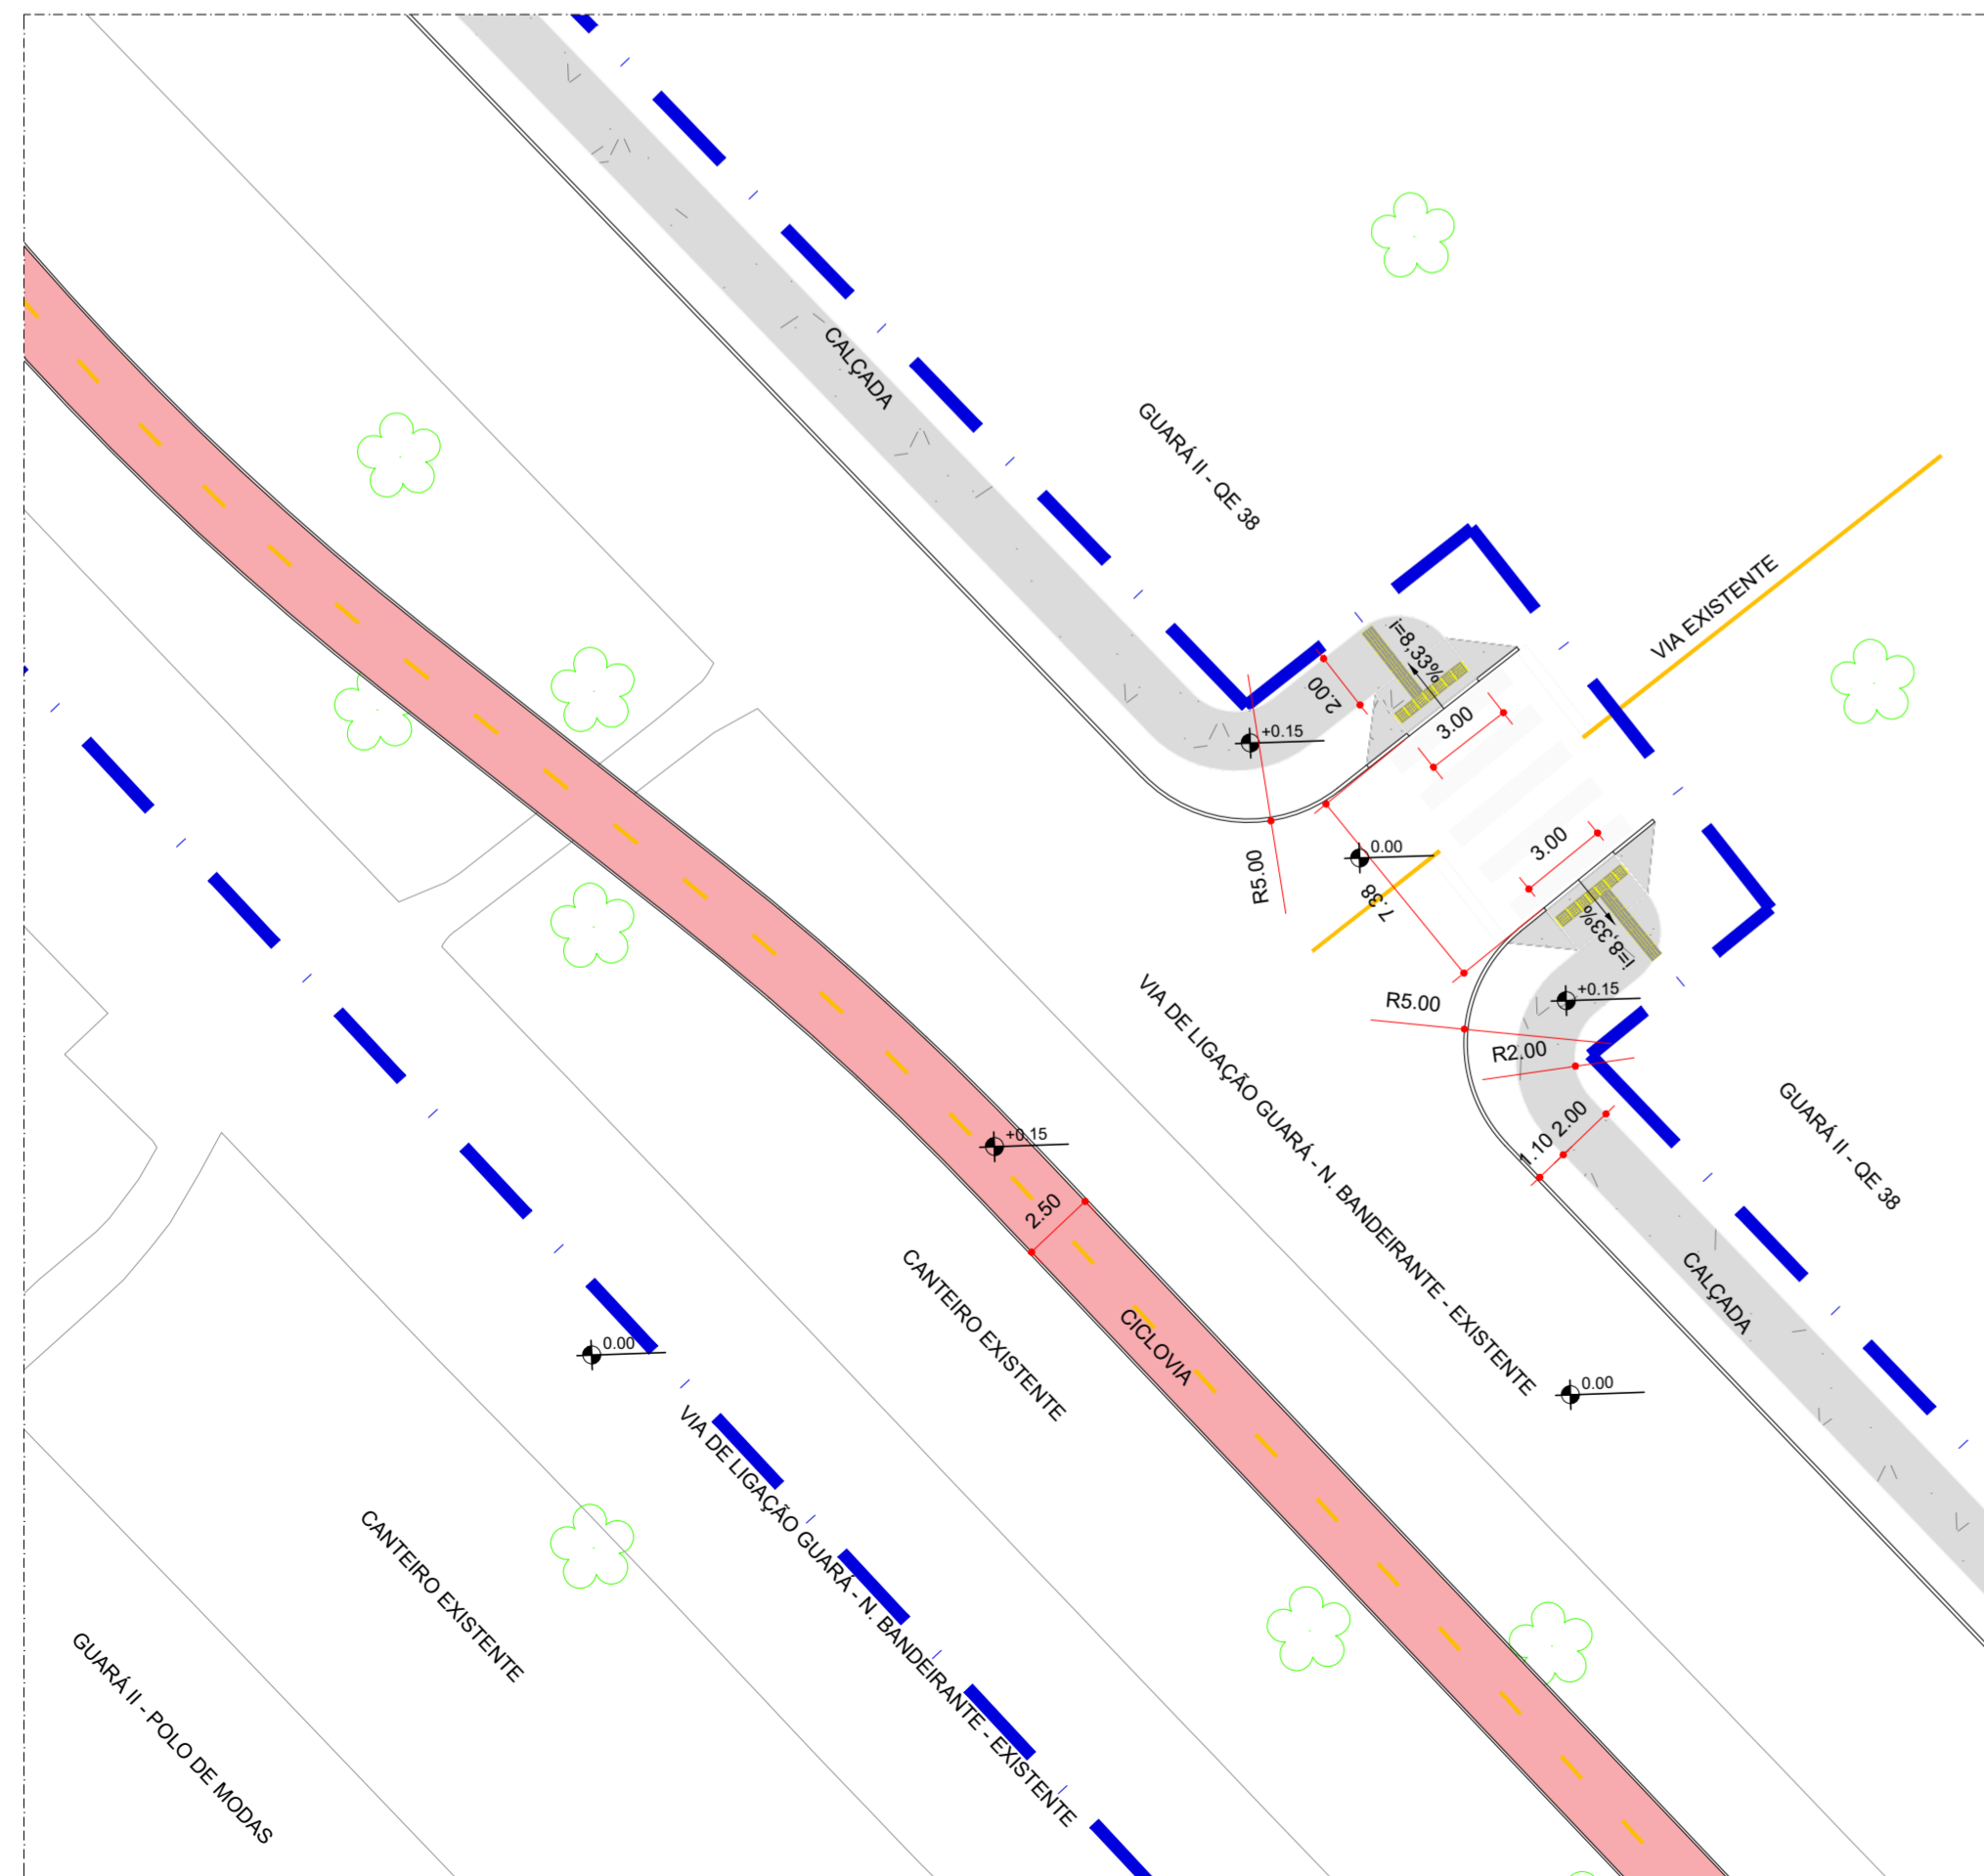 CALÇADA
GUARÁ II - QE 38
VIA EXISTENTE
i=8,33%
2.00
3.00
+0.15
R5.00
0.00
7.38
3.00
i=8,33%
+0.15
R5.00
R2.00
2.00
1.10
GUARÁ II - QE 38
VIA DE LIGAÇÃO GUARÁ - N. BANDEIRANTE - EXISTENTE
CALÇADA
0.00
+0.15
2.50
CICLOVIA
CANTEIRO EXISTENTE
0.00
VIA DE LIGAÇÃO GUARÁ - N. BANDEIRANTE - EXISTENTE
CANTEIRO EXISTENTE
GUARÁ II - POLO DE MODAS